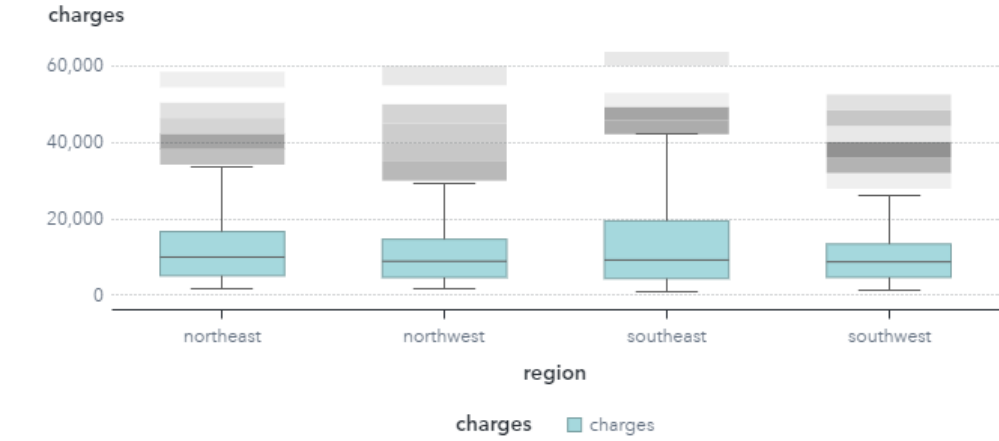 charges
60,000
40,000
20,000
0
northeast northwest southeast southwest
region
charges charges